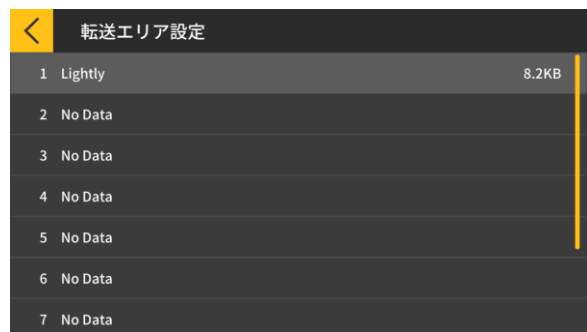 転送エリア設定
1 Lightly 8.2KB
2 No Data
3 No Data
4 No Data
5 No Data
6 No Data
7 No Data